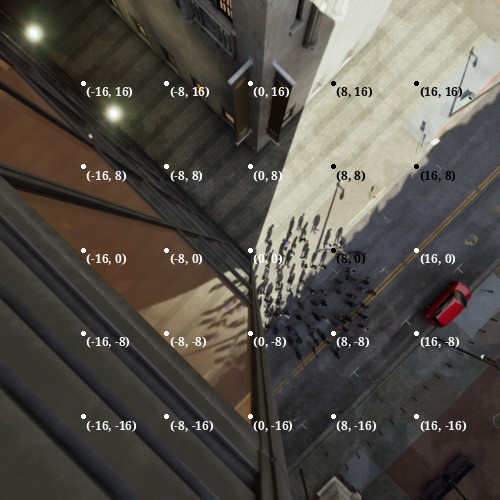 (-16, 16) (-8, 16) (0, 16) (8, 16) (16, 16)
(-16, 8) (-8, 8) (0, 8) (8, 8) (16, 8)
(-16, 0) (-8, 0) (0, 0) (8, 0) (16, 0)
(-16, -8) (-8, -8) (0, -8) (8, -8) (16, -8)
(-16, -16) (-8, -16) (0, -16) (8, -16) (16, -16)